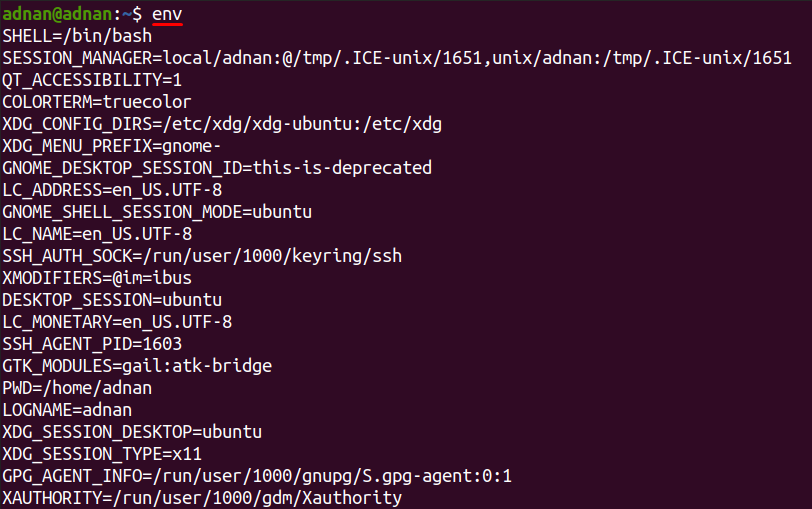 adnan@adnan:~$ env
SHELL=/bin/bash
SESSION_MANAGER=local/adnan:@/tmp/.ICE-unix/1651,unix/adnan:/tmp/.ICE-unix/1651
QT_ACCESSIBILITY=1
COLORTERM=truecolor
XDG_CONFIG_DIRS=/etc/xdg/xdg-ubuntu:/etc/xdg
XDG_MENU_PREFIX=gnome-
GNOME_DESKTOP_SESSION_ID=this-is-deprecated
LC_ADDRESS=en_US.UTF-8
GNOME_SHELL_SESSION_MODE=ubuntu
LC_NAME=en_US.UTF-8
SSH_AUTH_SOCK=/run/user/1000/keyring/ssh
XMODIFIERS=@im=ibus
DESKTOP_SESSION=ubuntu
LC_MONETARY=en_US.UTF-8
SSH_AGENT_PID=1603
GTK_MODULES=gail:atk-bridge
PWD=/home/adnan
LOGNAME=adnan
XDG_SESSION_DESKTOP=ubuntu
XDG_SESSION_TYPE=x11
GPG_AGENT_INFO=/run/user/1000/gnupg/S.gpg-agent:0:1
XAUTHORITY=/run/user/1000/gdm/Xauthority